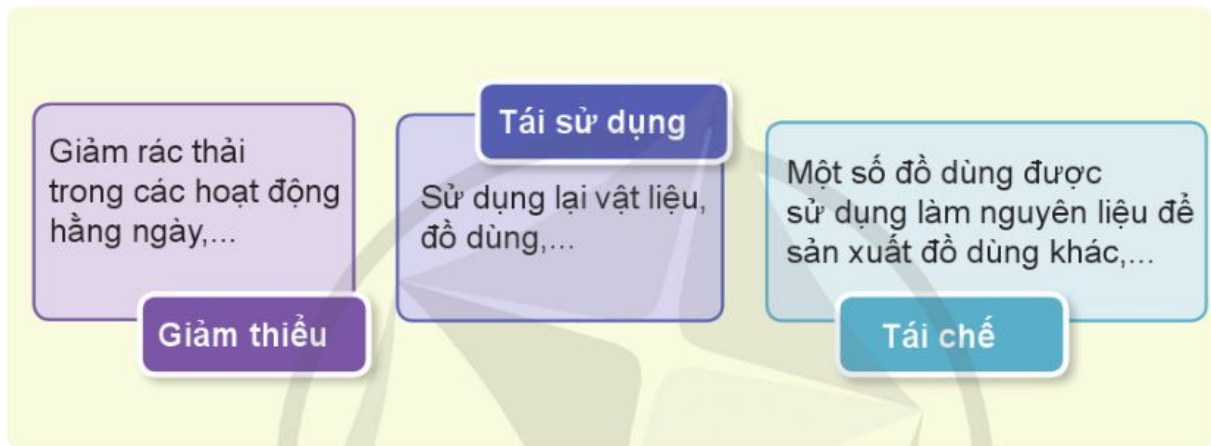 Giảm rác thải
trong các hoạt động
hằng ngày,...
Giảm thiểu
Tái sử dụng
Sử dụng lại vật liệu,
đồ dùng,...
Một số đồ dùng được
sử dụng làm nguyên liệu để
sản xuất đồ dùng khác,...
Tái chế